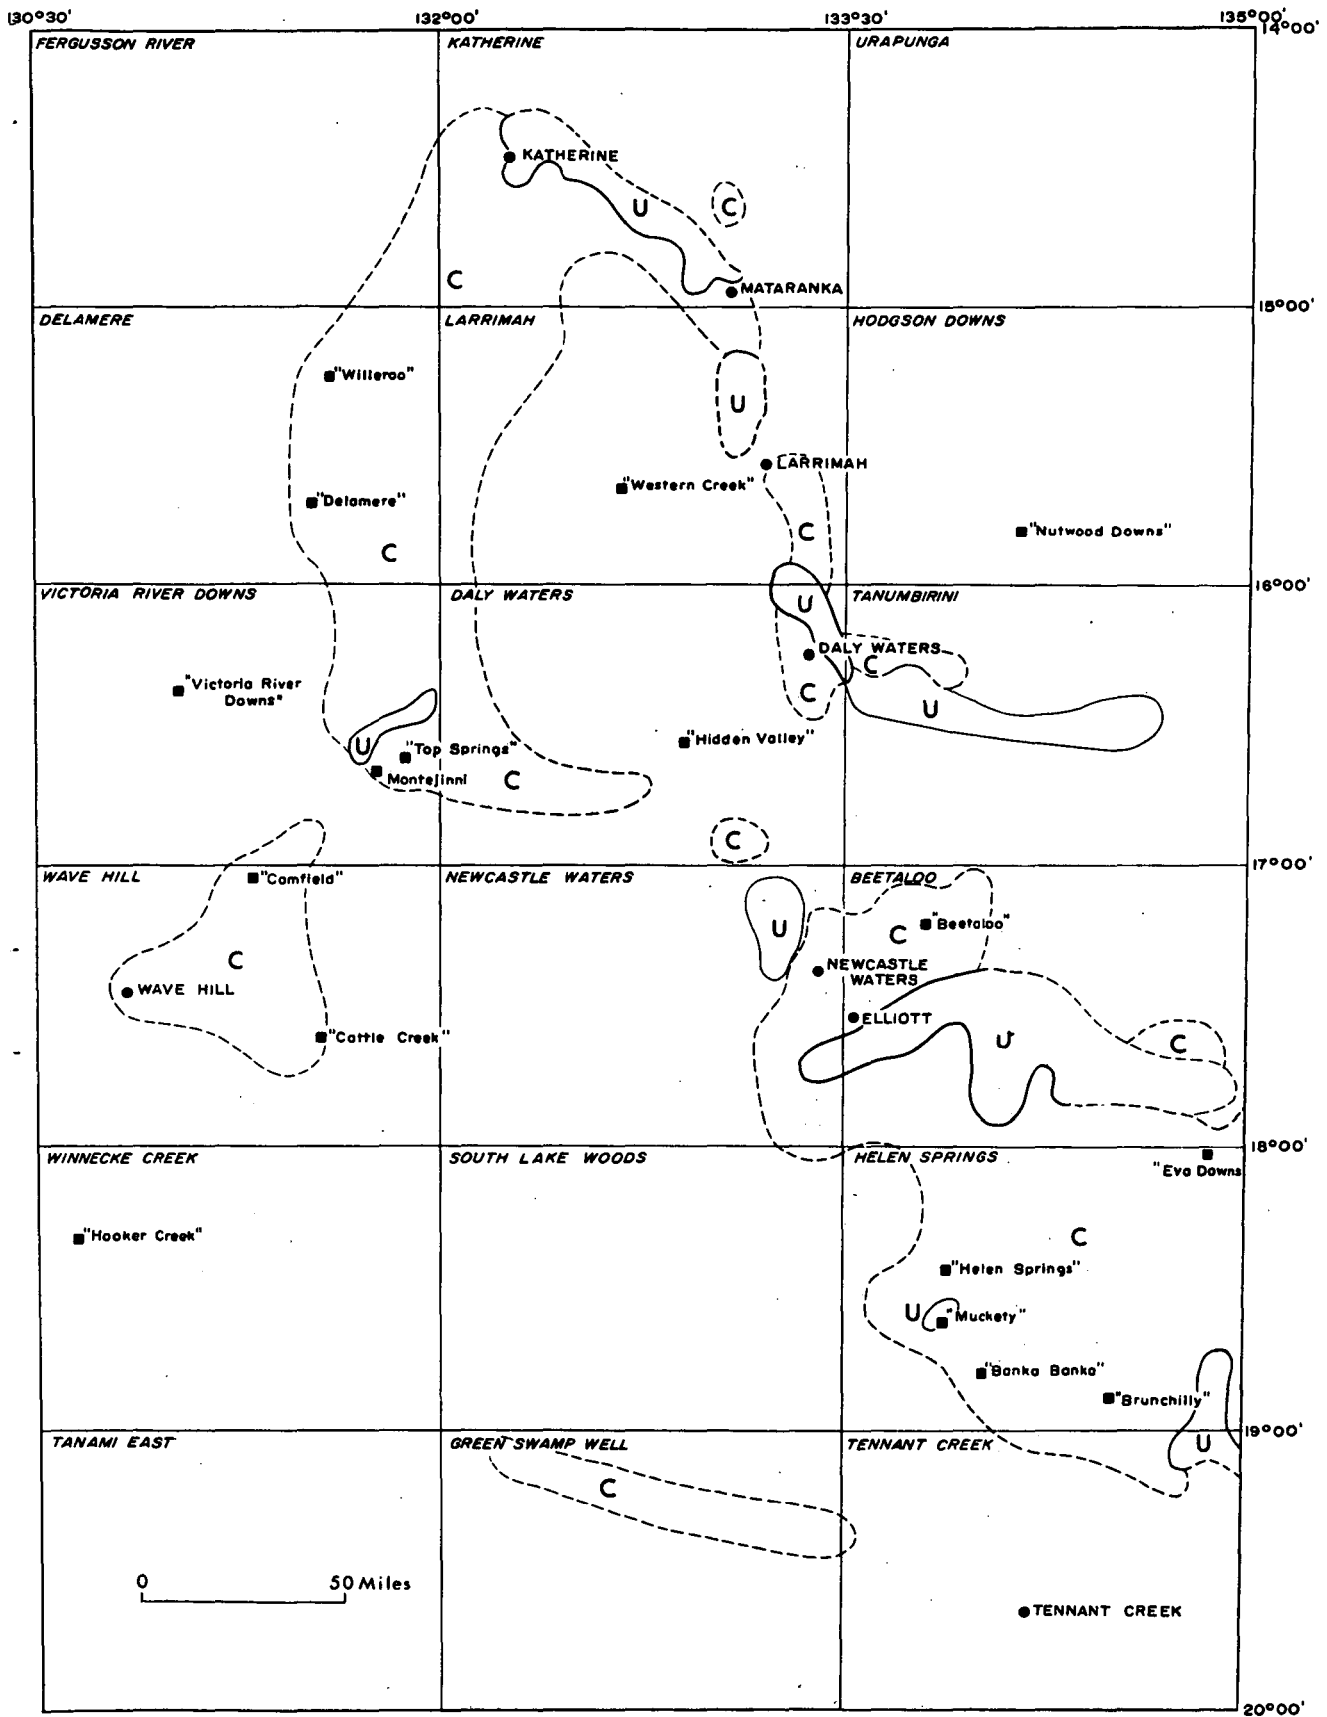 130°30' 132°00' 133°30' 135°00'
14°00'
FERGUSSON RIVER KATHERINE URAPUNGA
KATHERINE
U C
C
MATARANKA
15°00'
DELAMERE LARRIMAH HODGSON DOWNS
"Willeroo"
U
LARRIMAH
"Western Creek"
"Delamere"
C "Nutwood Downs"
C
16°00'
VICTORIA RIVER DOWNS DALY WATERS TANUMBIRINI
U
DALY WATERS
C
"Victoria River
Downs"
C
U
"Hidden Valley"
U "Top Springs"
Montejinni C
C
17°00'
WAVE HILL NEWCASTLE WATERS BEETALOO
"Camfield"
"Beetaloo"
U C
C
NEWCASTLE
WATERS
WAVE HILL
ELLIOTT
"Cattle Creek" U C
18°00'
WINNECKE CREEK SOUTH LAKE WOODS HELEN SPRINGS
"Eva Downs
"Hooker Creek" C
"Helen Springs"
U "Muckety"
"Banka Banka"
"Brunchilly"
19°00'
TANAMI EAST GREEN SWAMP WELL TENNANT CREEK U
C
0 50 Miles
TENNANT CREEK
20°00'